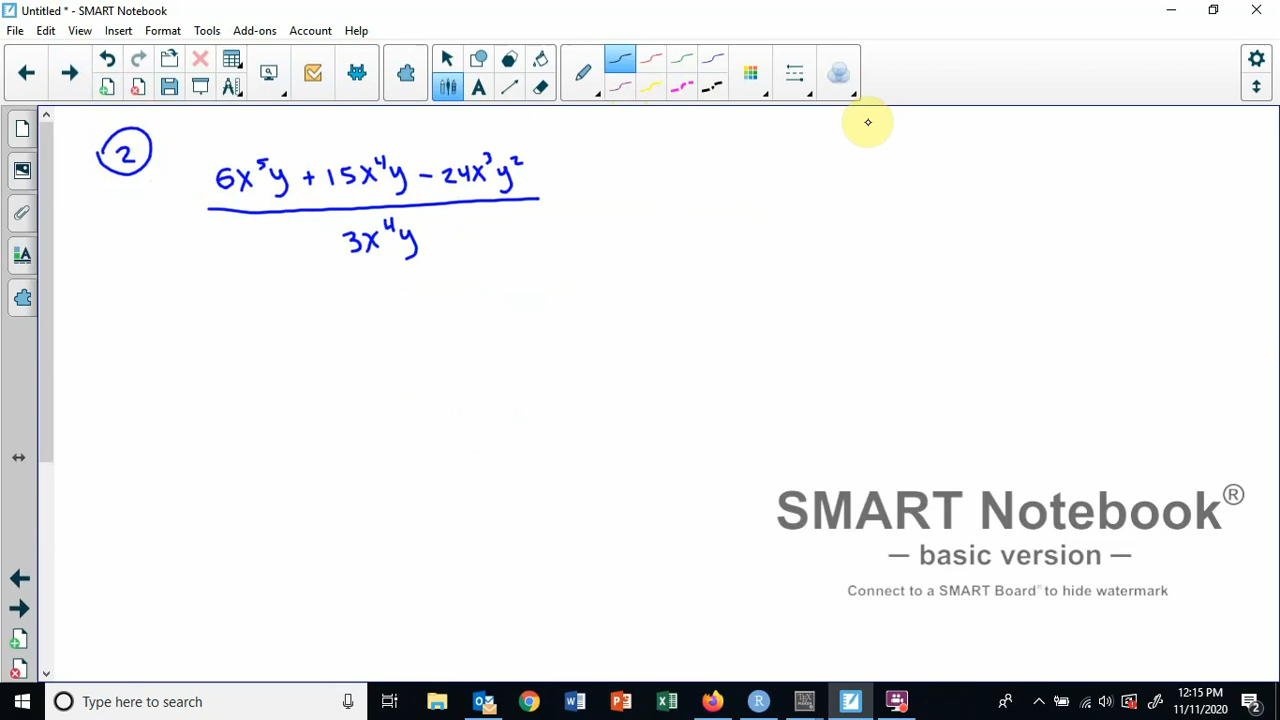 Untitled * - SMART Notebook
File Edit View Insert Format Tools Add-ons Account Help
2
6x⁵y + 15x⁴y - 24x³y²
3x⁴y
SMART Notebook®
— basic version —
Connect to a SMART Board® to hide watermark
Type here to search
12:15 PM
11/11/2020
2